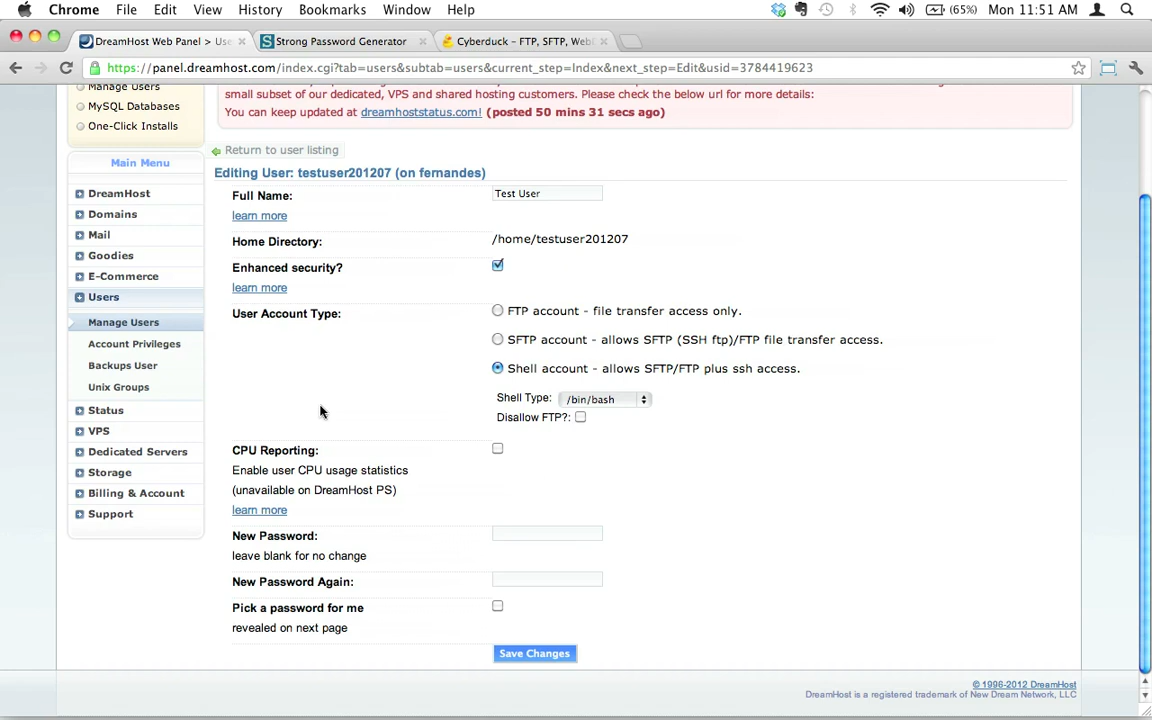 Chrome File Edit View History Bookmarks Window Help (65%) Mon 11:51 AM
DreamHost Web Panel > Use Strong Password Generator Cyberduck – FTP, SFTP, Web
https://panel.dreamhost.com/index.cgi?tab=users&subtab=users&current_step=Index&next_step=Edit&usid=3784419623
Manage Users
MySQL Databases
One-Click Installs
small subset of our dedicated, VPS and shared hosting customers. Please check the below url for more details:
You can keep updated at dreamhoststatus.com! (posted 50 mins 31 secs ago)
Main Menu
DreamHost
Domains
Mail
Goodies
E-Commerce
Users
Manage Users
Account Privileges
Backups User
Unix Groups
Status
VPS
Dedicated Servers
Storage
Billing & Account
Support
Return to user listing
Editing User: testuser201207 (on fernandes)
Full Name: Test User
learn more
Home Directory: /home/testuser201207
Enhanced security?
learn more
User Account Type: FTP account - file transfer access only.
SFTP account - allows SFTP (SSH ftp)/FTP file transfer access.
Shell account - allows SFTP/FTP plus ssh access.
Shell Type: /bin/bash
Disallow FTP?:
CPU Reporting:
Enable user CPU usage statistics
(unavailable on DreamHost PS)
learn more
New Password:
leave blank for no change
New Password Again:
Pick a password for me
revealed on next page
Save Changes
© 1996-2012 DreamHost
DreamHost is a registered trademark of New Dream Network, LLC